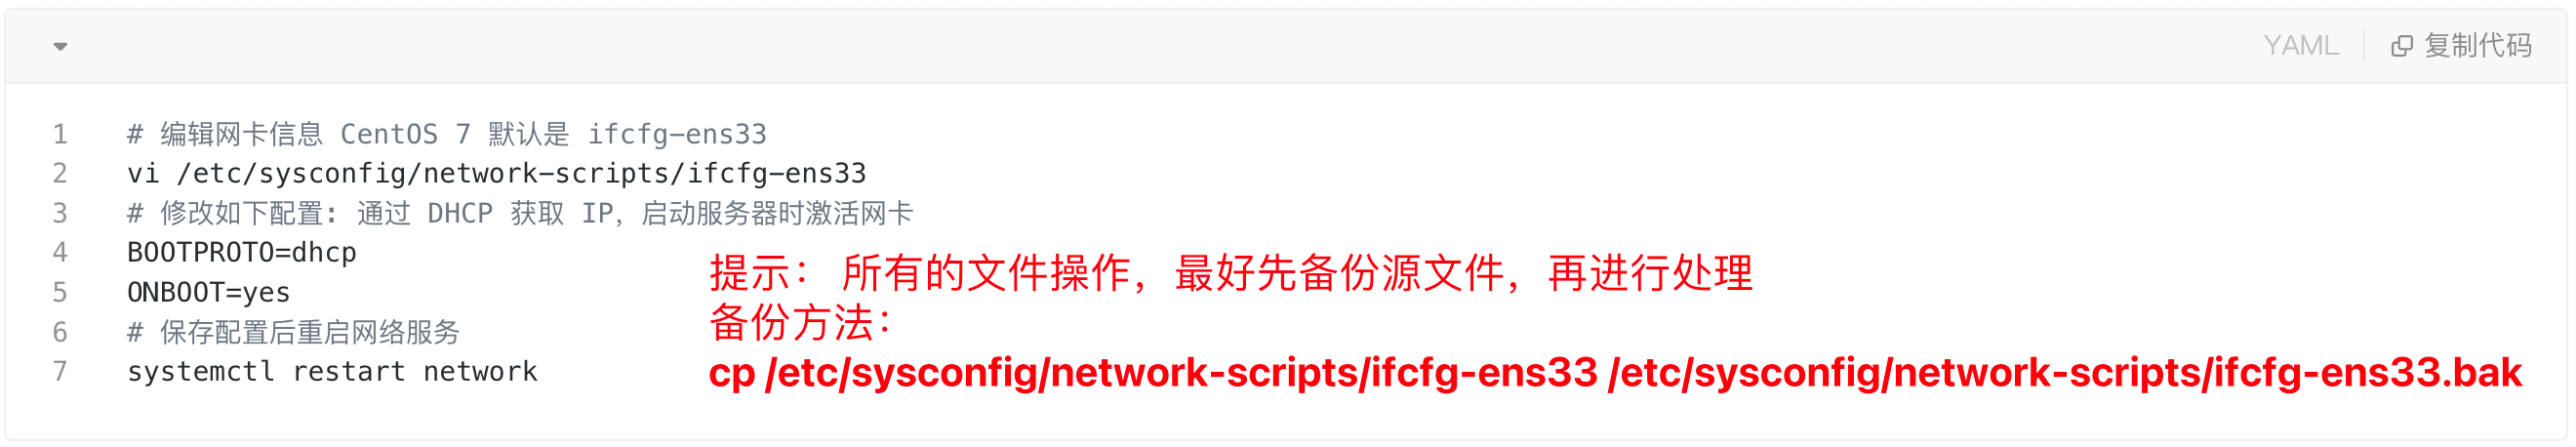 YAML 复制代码
1 # 编辑网卡信息 CentOS 7 默认是 ifcfg-ens33
2 vi /etc/sysconfig/network-scripts/ifcfg-ens33
3 # 修改如下配置: 通过 DHCP 获取 IP, 启动服务器时激活网卡
4 BOOTPROTO=dhcp
5 ONBOOT=yes
6 # 保存配置后重启网络服务
7 systemctl restart network
提示： 所有的文件操作，最好先备份源文件，再进行处理
备份方法：
cp /etc/sysconfig/network-scripts/ifcfg-ens33 /etc/sysconfig/network-scripts/ifcfg-ens33.bak